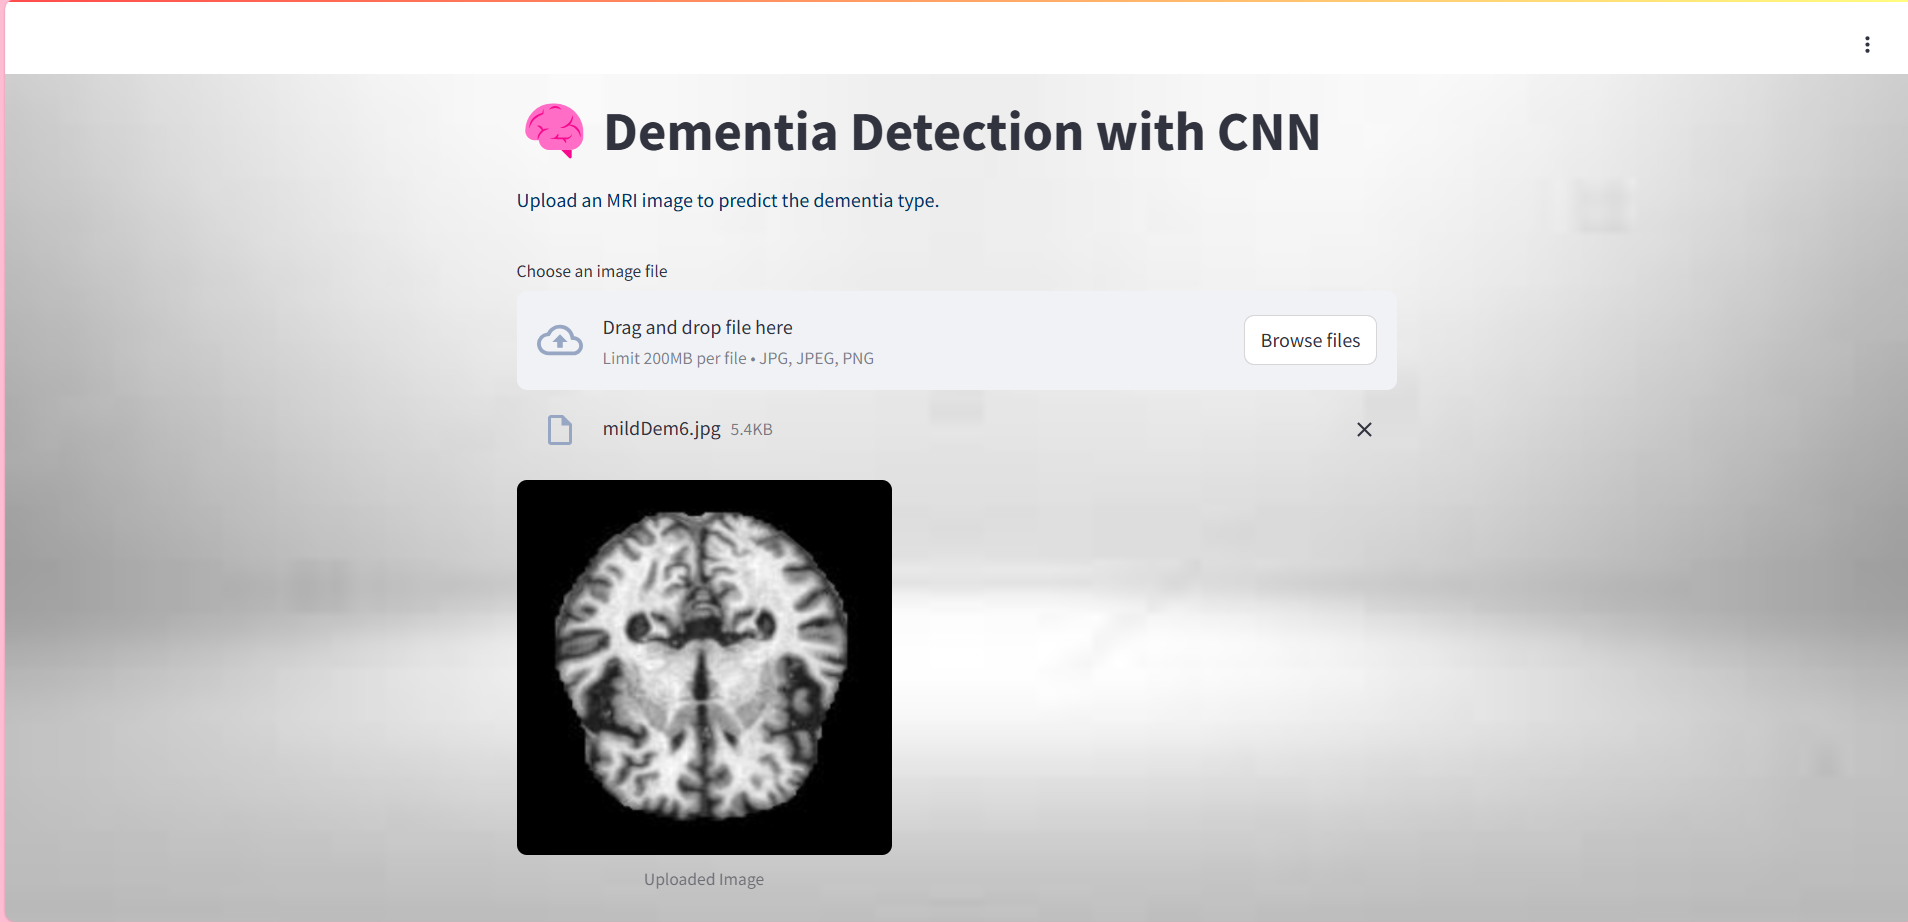 Dementia Detection with CNN
Upload an MRI image to predict the dementia type.
Choose an image file
Drag and drop file here
Limit 200MB per file • JPG, JPEG, PNG
Browse files
mildDem6.jpg 5.4KB
Uploaded Image